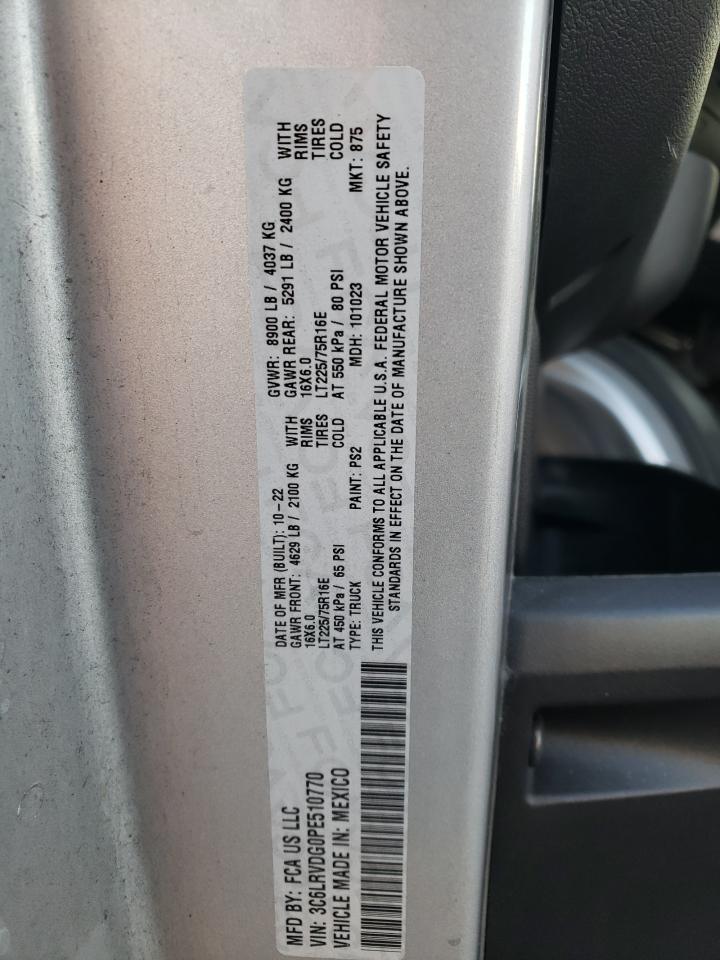 MFD BY: FCA US LLC
DATE OF MFR (BUILT): 10-22
GVWR: 8900 LB / 4037 KG
VIN: 3C6LRVDG0PE510770
GAWR FRONT: 4629 LB / 2100 KG WITH
GAWR REAR: 5291 LB / 2400 KG WITH
VEHICLE MADE IN: MEXICO
16X6.0 RIMS
16X6.0 RIMS
LT225/75R16E TIRES
LT225/75R16E TIRES
AT 450 kPa / 65 PSI COLD
AT 550 kPa / 80 PSI COLD
TYPE: TRUCK PAINT: PS2 MDH: 101023 MKT: 875
THIS VEHICLE CONFORMS TO ALL APPLICABLE U.S.A. FEDERAL MOTOR VEHICLE SAFETY
STANDARDS IN EFFECT ON THE DATE OF MANUFACTURE SHOWN ABOVE.